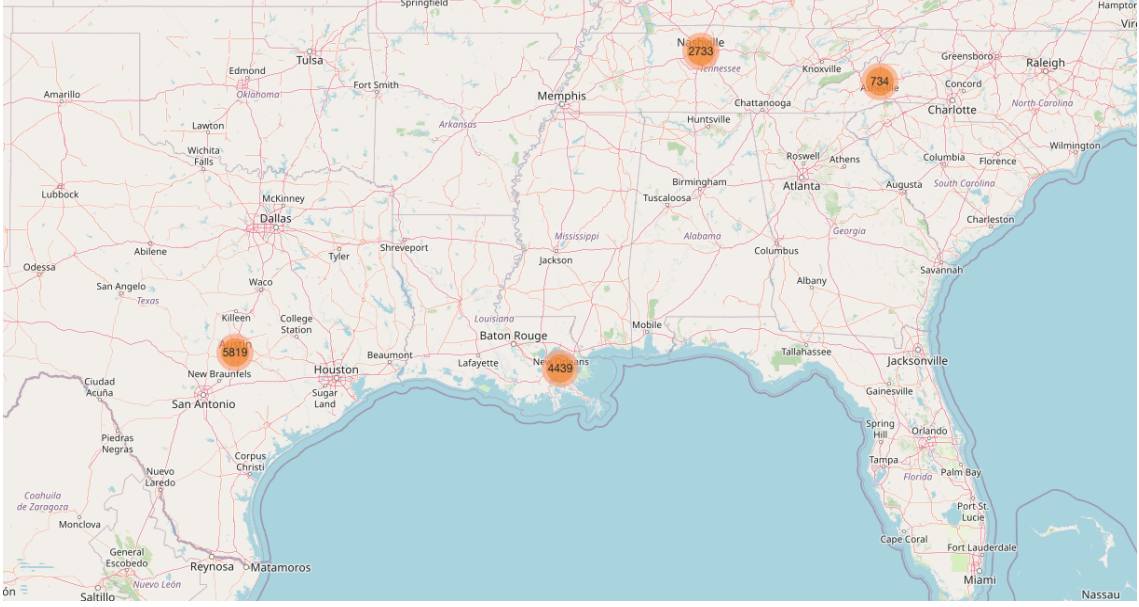 Springfield
Hampton
Virg
Nashville
2733
Tennessee
Tulsa
Knoxville
Greensboro
Raleigh
Edmond
Oklahoma
Fort Smith
734
Asheville
Concord
Amarillo
Memphis
Chattanooga
Charlotte
North Carolina
Lawton
Arkansas
Huntsville
Wichita
Falls
Roswell
Athens
Columbia
Florence
Wilmington
Lubbock
McKinney
Birmingham
Atlanta
Augusta
South Carolina
Tuscaloosa
Dallas
Charleston
Abilene
Tyler
Shreveport
Mississippi
Alabama
Georgia
Jackson
Columbus
Odessa
San Angelo
Texas
Waco
Albany
Savannah
Killeen
College
Station
Louisiana
Mobile
Baton Rouge
5819
Beaumont
Lafayette
New Orleans
4439
Tallahassee
Jacksonville
New Braunfels
Houston
Ciudad
Acuña
San Antonio
Sugar
Land
Gainesville
Piedras
Negras
Spring
Hill
Orlando
Corpus
Christi
Nuevo
Laredo
Tampa
Palm Bay
Florida
Coahuila
de Zaragoza
Port St.
Lucie
Monclova
Cape Coral
Fort Lauderdale
General
Escobedo
Reynosa
Matamoros
Nuevo León
Miami
ón
Saltillo
Nassau